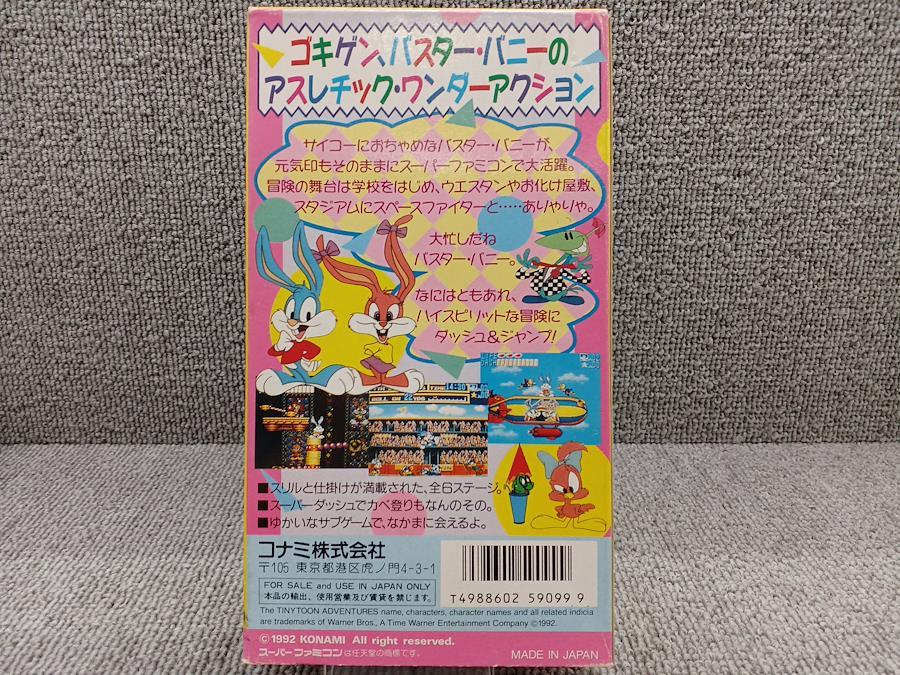 ゴキゲン、バスター・バニーの
アスレチック・ワンダーアクション
サイコーにおちゃめなバスター・バニーが、
元気印もそのままにスーパーファミコンで大活躍。
冒険の舞台は学校をはじめ、ウエスタンやお化け屋敷、
スタジアムにスペースファイターと……ありゃりゃ。
大忙しだね
バスター・バニー。
なにはともあれ、
ハイスピリットな冒険に
ダッシュ&ジャンプ!
■スリルと仕掛けが満載された、全6ステージ。
■スーパーダッシュでカベ登りもなんのその。
■ゆかいなサブゲームで、なかまに会えるよ。
コナミ株式会社
〒105 東京都港区虎ノ門4-3-1
FOR SALE and USE IN JAPAN ONLY
本品の輸出、使用営業及び賃貸を禁じます。
T4988602 59099 9
The TINYTOON ADVENTURES name, characters, character names and all related indicia
are trademarks of Warner Bros., A Time Warner Entertainment Company ©1992.
©1992 KONAMI All right reserved.
スーパーファミコンは任天堂の商標です。
MADE IN JAPAN